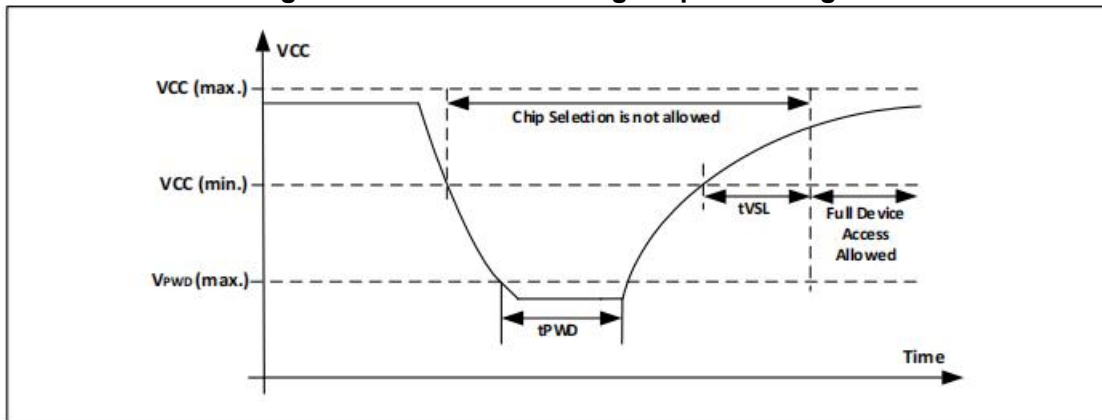 VCC
VCC (max.)
Chip Selection is not allowed
VCC (min.)
tVSL
Full Device
Access
Allowed
VPWD (max.)
tPWD
Time